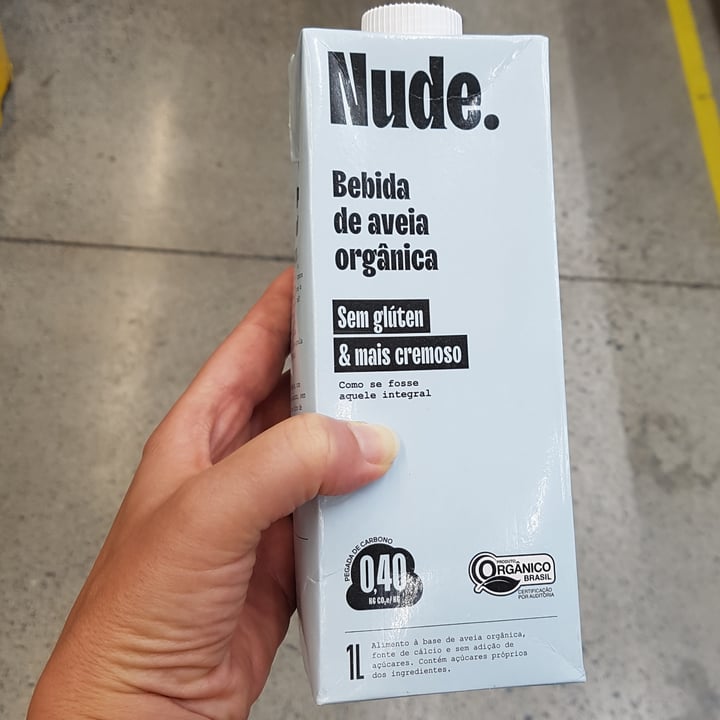 Nude.
Bebida
de aveia
orgânica
Sem glúten
& mais cremoso
Como se fosse
aquele integral
PEGADA DE CARBONO
0,40
KG CO₂e/ KG
PRODUTO
ORGÂNICO
BRASIL
CERTIFICAÇÃO
POR AUDITORIA
1L
Alimento à base de aveia orgânica,
fonte de cálcio e sem adição de
açúcares. Contém açúcares próprios
dos ingredientes.